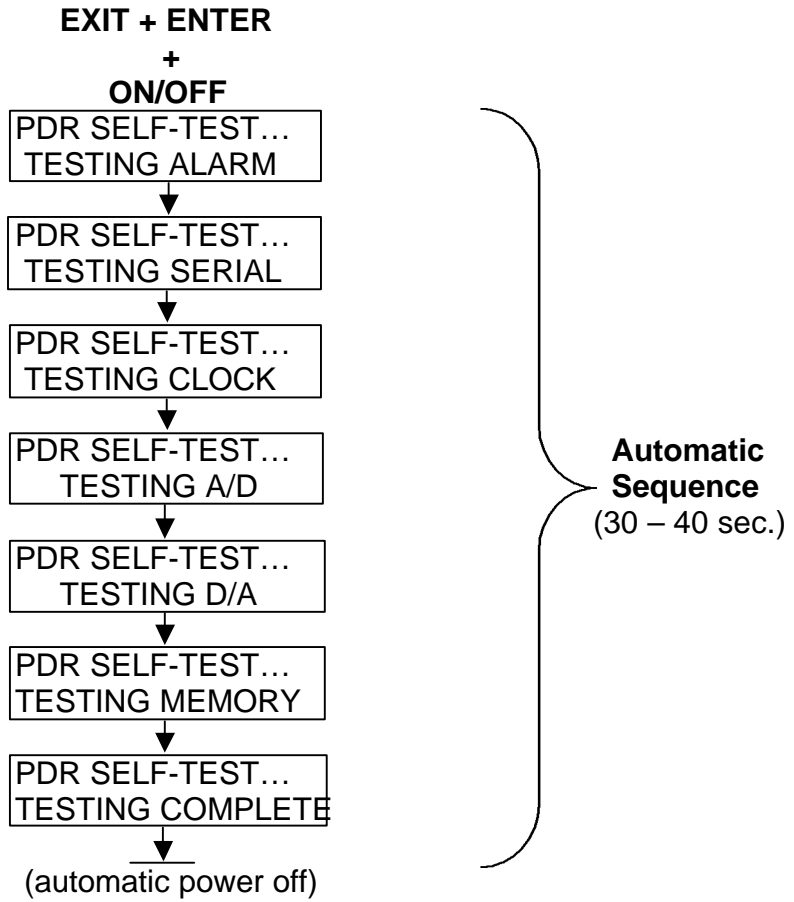 EXIT + ENTER
+
ON/OFF
PDR SELF-TEST…
TESTING ALARM
PDR SELF-TEST…
TESTING SERIAL
PDR SELF-TEST…
TESTING CLOCK
PDR SELF-TEST…
TESTING A/D
PDR SELF-TEST…
TESTING D/A
PDR SELF-TEST…
TESTING MEMORY
PDR SELF-TEST…
TESTING COMPLETE
(automatic power off)
Automatic
Sequence
(30 – 40 sec.)